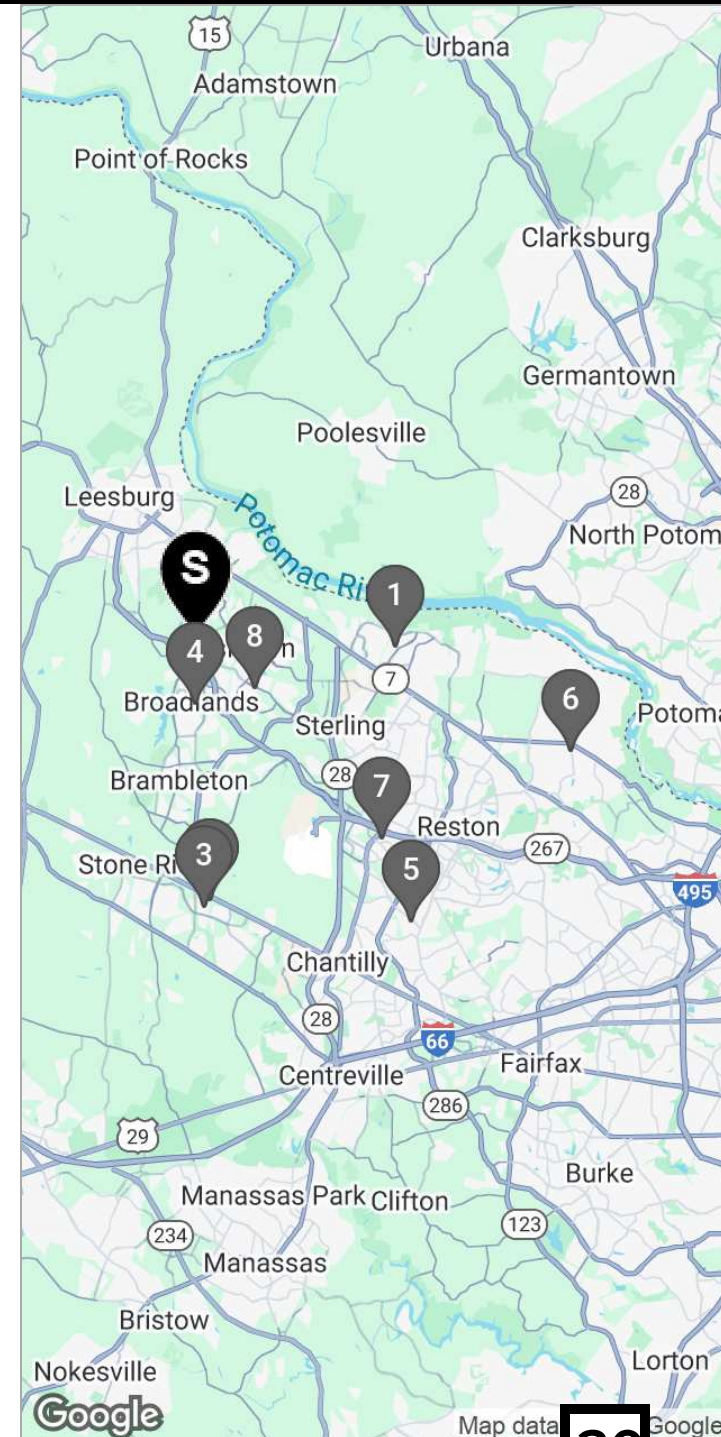 15
Urbana
Adamstown
Point of Rocks
Clarksburg
Germantown
Poolesville
28
Leesburg
North Potom
Potomac Ri
S
1
8
4
7
6
Broadlands
Potoma
Sterling
28
Brambleton
7
Reston
267
Stone Ri
3
5
495
Chantilly
28
66
Fairfax
Centreville
286
29
Burke
Manassas Park
Clifton
123
234
Manassas
Bristow
Lorton
Nokesville
Google
Map data
Google